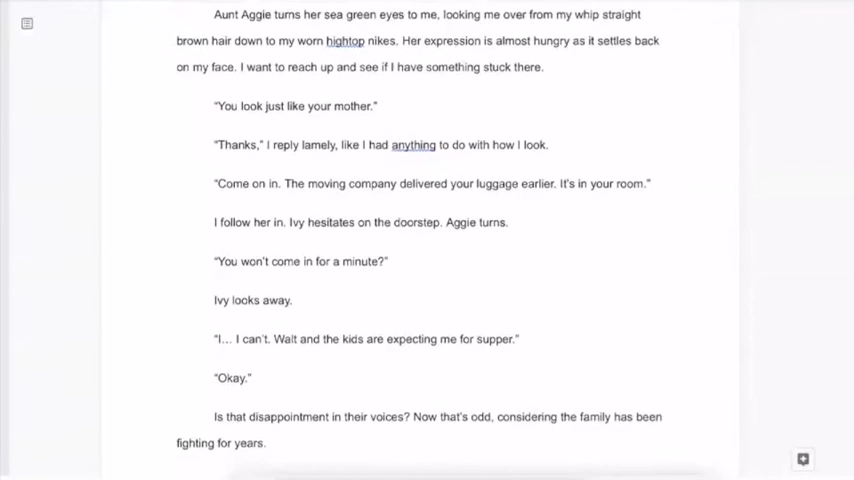 Aunt Aggie turns her sea green eyes to me, looking me over from my whip straight
brown hair down to my worn hightop nikes. Her expression is almost hungry as it settles back
on my face. I want to reach up and see if I have something stuck there.
“You look just like your mother.”
“Thanks,” I reply lamely, like I had anything to do with how I look.
“Come on in. The moving company delivered your luggage earlier. It’s in your room.”
I follow her in. Ivy hesitates on the doorstep. Aggie turns.
“You won’t come in for a minute?”
Ivy looks away.
“I… I can’t. Walt and the kids are expecting me for supper.”
“Okay.”
Is that disappointment in their voices? Now that’s odd, considering the family has been
fighting for years.